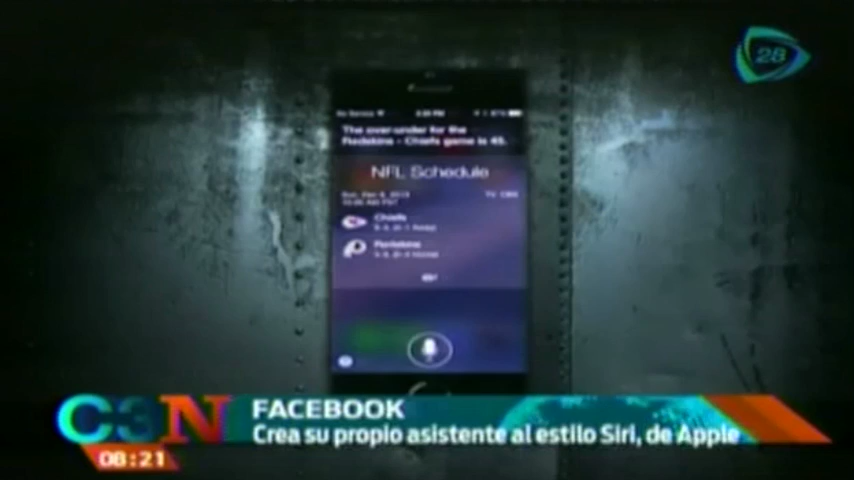 28
The over-under for the
Redskins - Chiefs game is 45.
NFL Schedule
Chiefs
Redskins
C3N
FACEBOOK
Crea su propio asistente al estilo Siri, de Apple
08:21